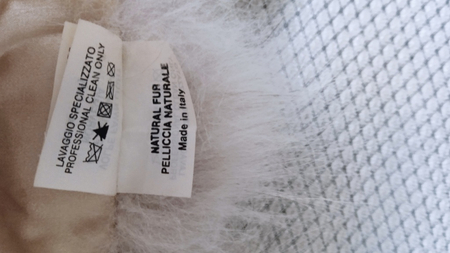 LAVAGGIO SPECIALIZZATO
PROFESSIONAL CLEAN ONLY
NATURAL FUR
PELLICCIA NATURALE
Made in Italy